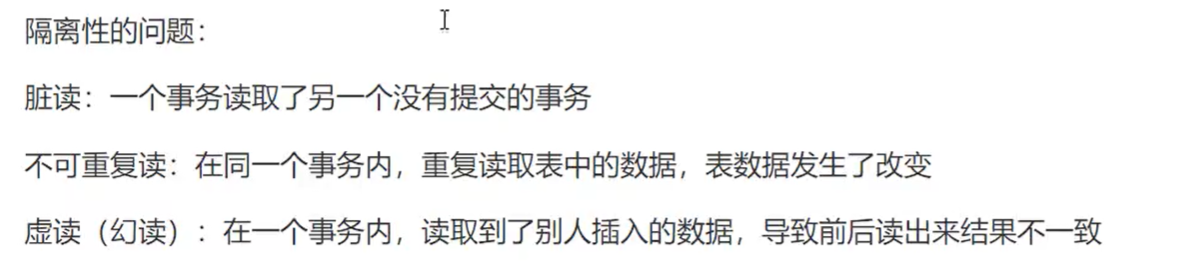 隔离性的问题：
脏读：一个事务读取了另一个没有提交的事务
不可重复读：在同一个事务内，重复读取表中的数据，表数据发生了改变
虚读（幻读）：在一个事务内，读取到了别人插入的数据，导致前后读出来结果不一致